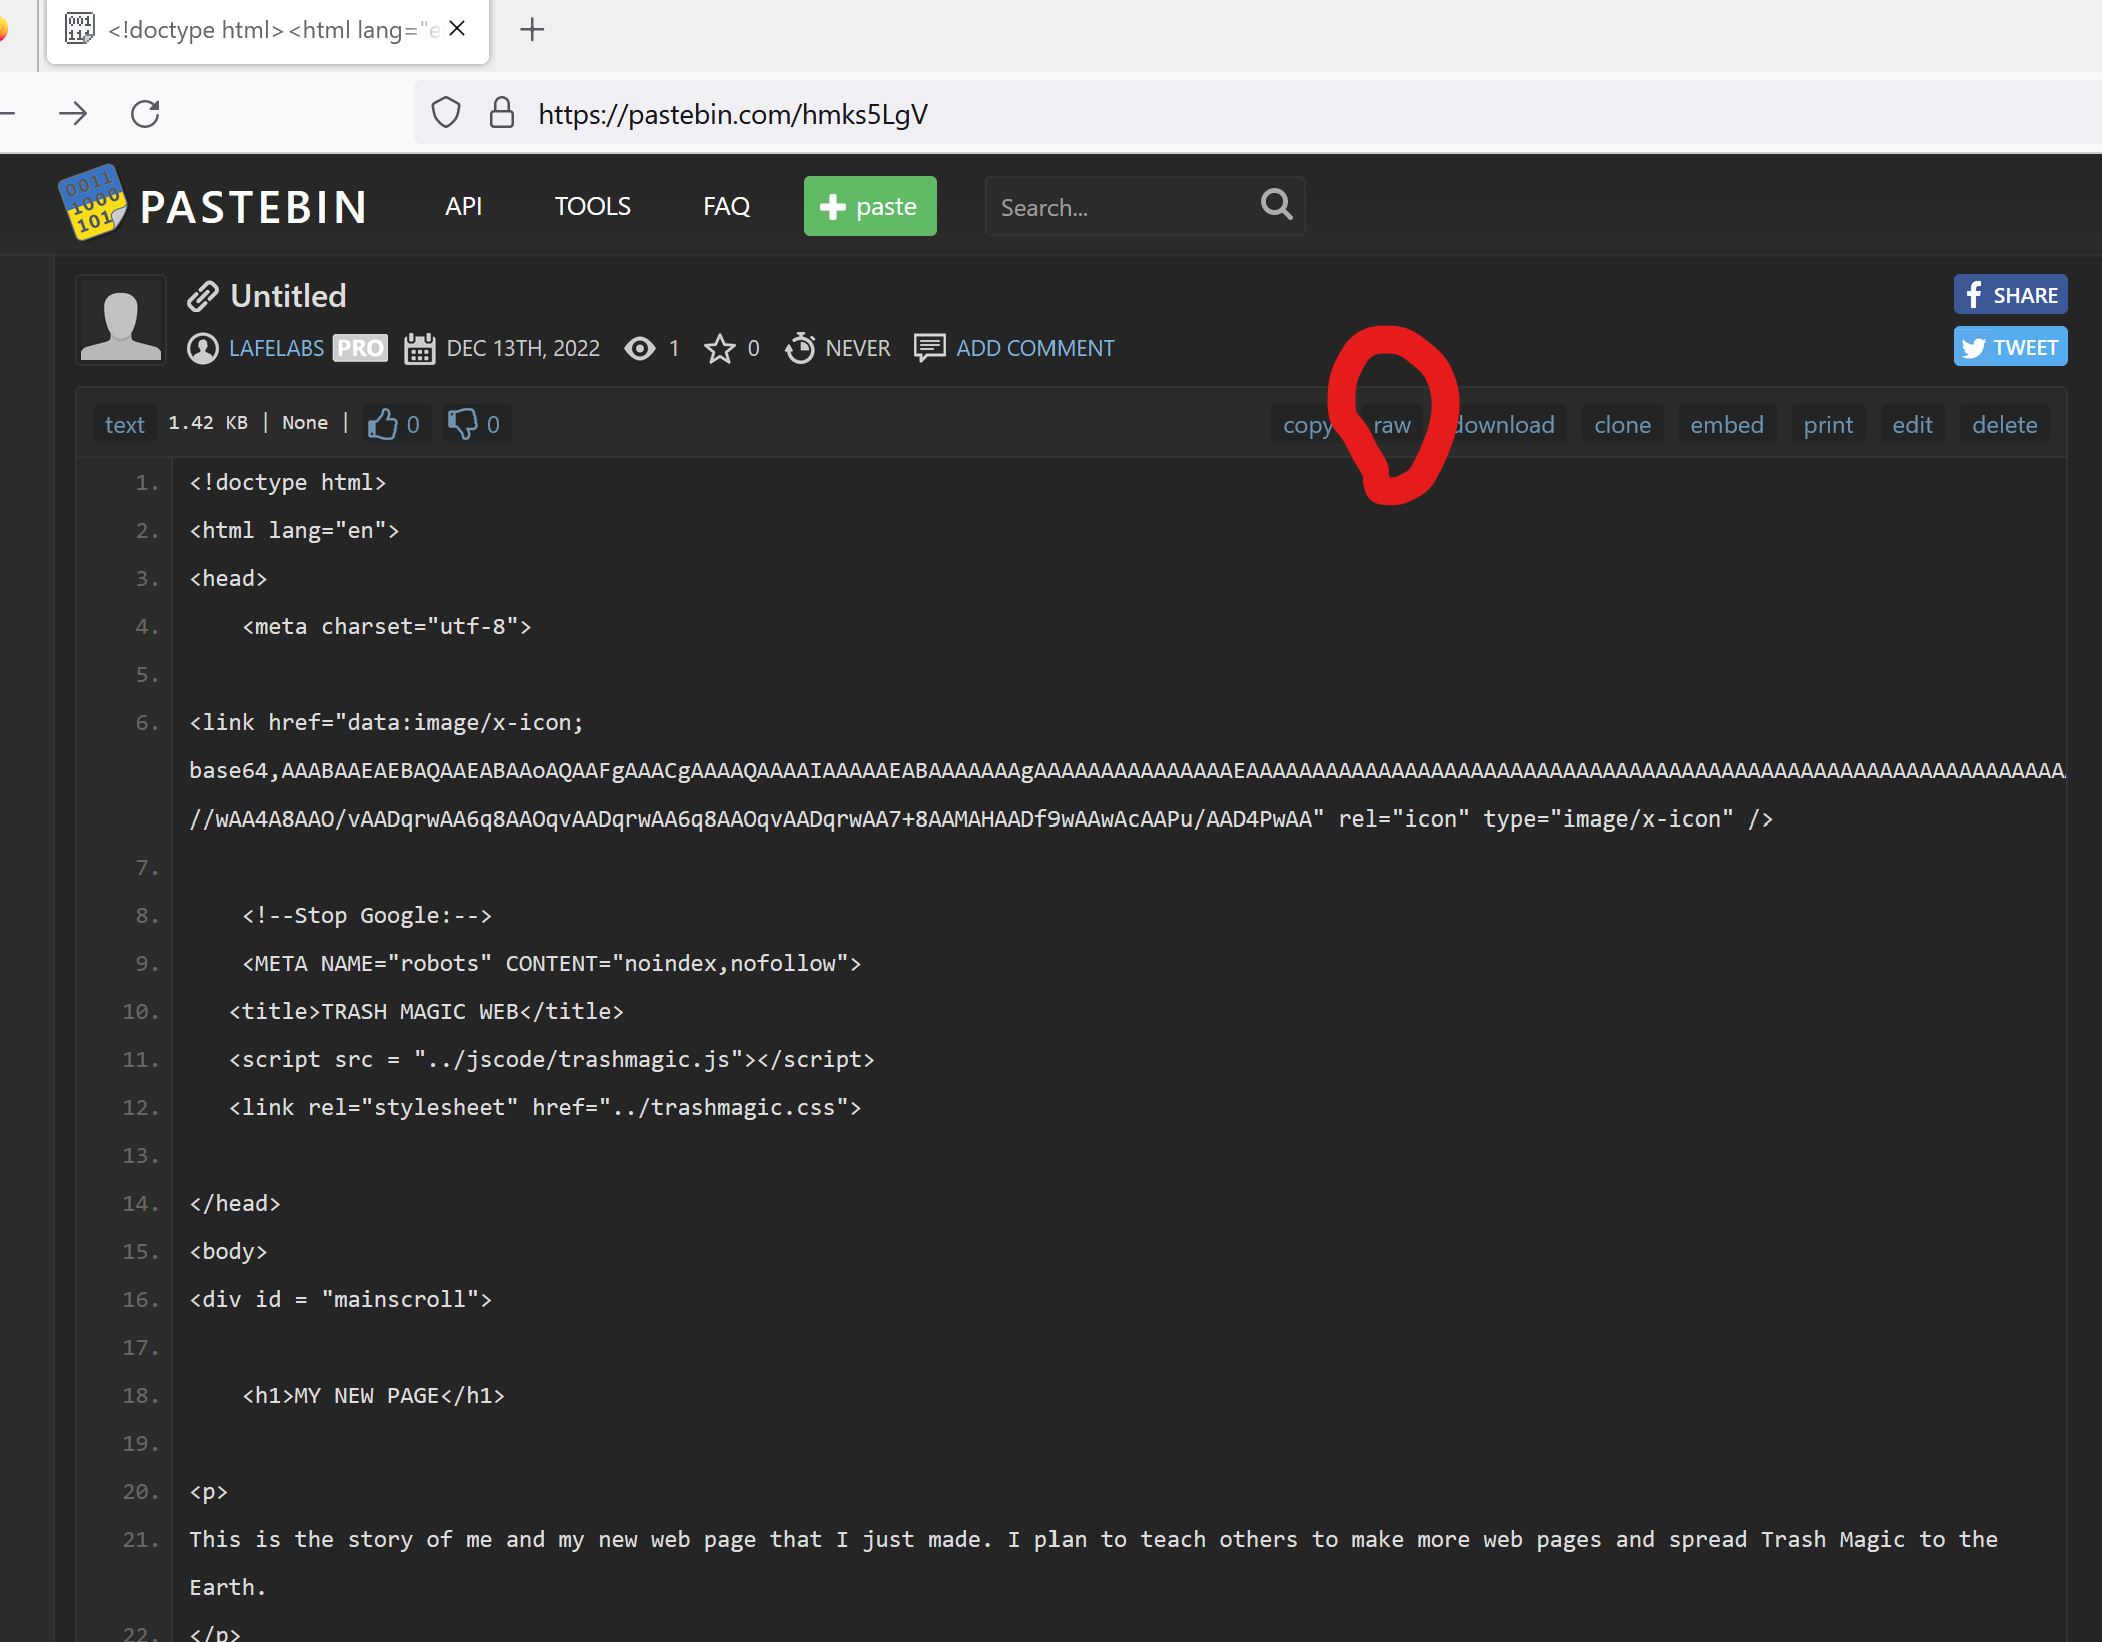 <!doctype html><html lang="e
https://pastebin.com/hmks5LgV
PASTEBIN API TOOLS FAQ paste Search...
Untitled SHARE
LAFELABS PRO DEC 13TH, 2022 1 0 NEVER ADD COMMENT TWEET
text 1.42 KB | None | 0 0 copy raw download clone embed print edit delete
1. <!doctype html>
2. <html lang="en">
3. <head>
4. <meta charset="utf-8">
5.
6. <link href="data:image/x-icon;
//wAA4A8AAO/vAADqrwAA6q8AAOqvAADqrwAA6q8AAOqvAADqrwAA7+8AAMAHAADf9wAAwAcAAPu/AAD4PwAA" rel="icon" type="image/x-icon" />
7.
8. <!--Stop Google:-->
9. <META NAME="robots" CONTENT="noindex,nofollow">
10. <title>TRASH MAGIC WEB</title>
11. <script src = "../jscode/trashmagic.js"></script>
12. <link rel="stylesheet" href="../trashmagic.css">
13.
14. </head>
15. <body>
16. <div id = "mainscroll">
17.
18. <h1>MY NEW PAGE</h1>
19.
20. <p>
21. This is the story of me and my new web page that I just made. I plan to teach others to make more web pages and spread Trash Magic to the
Earth.
22. </p>